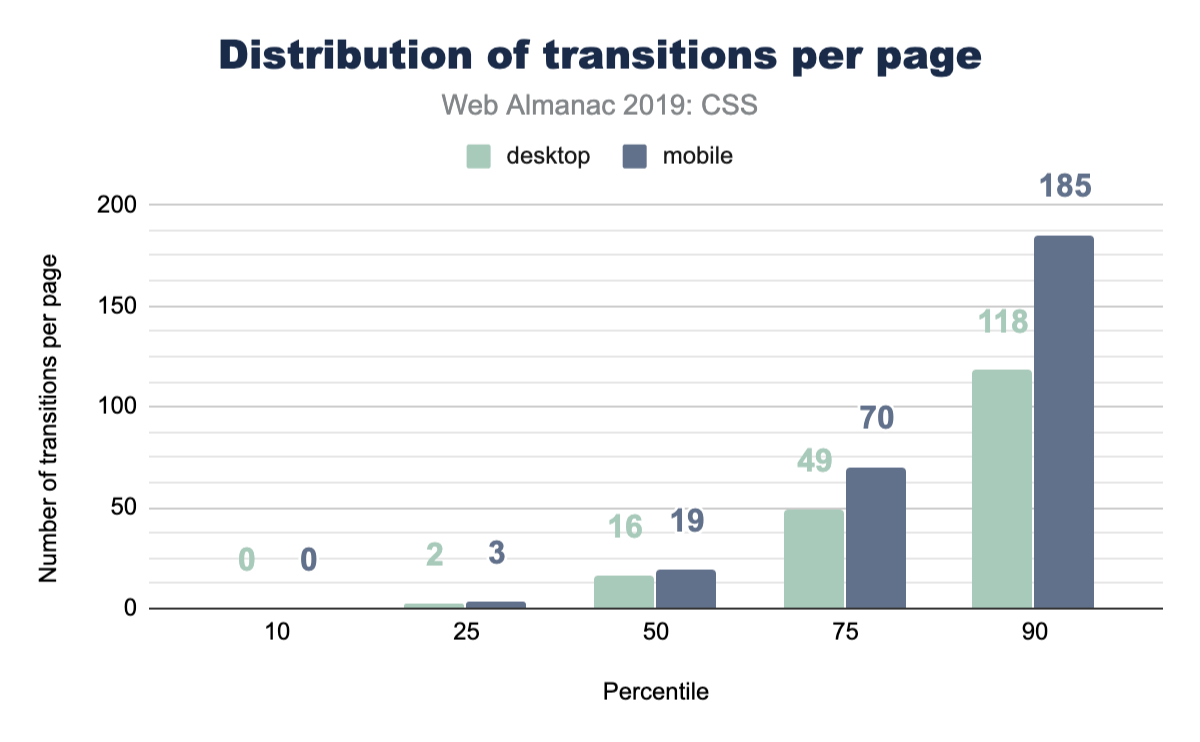 Distribution of transitions per page
Web Almanac 2019: CSS
desktop mobile
Number of transitions per page
200
150
100
50
0
0 0
2 3
16 19
49 70
118 185
10 25 50 75 90
Percentile